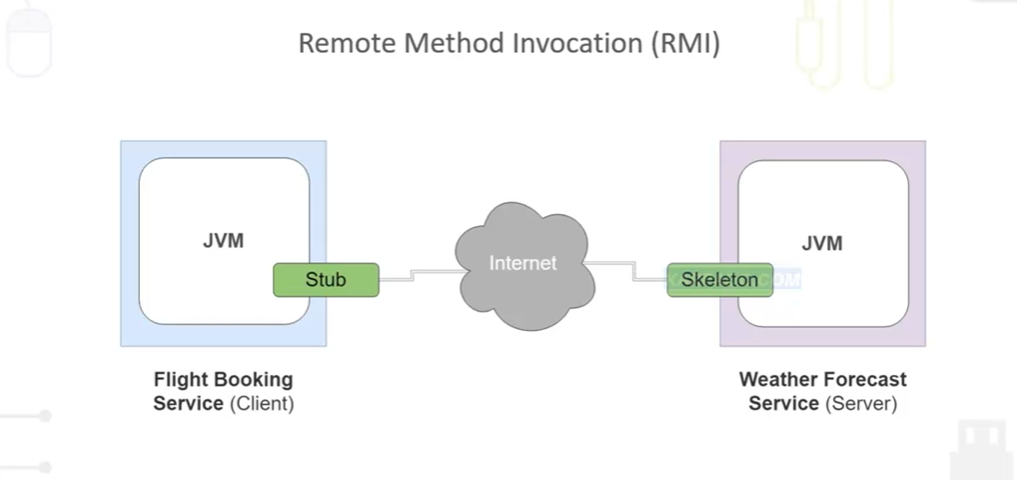 Remote Method Invocation (RMI)
JVM
JVM
Stub
Internet
Skeleton
Flight Booking
Service (Client)
Weather Forecast
Service (Server)